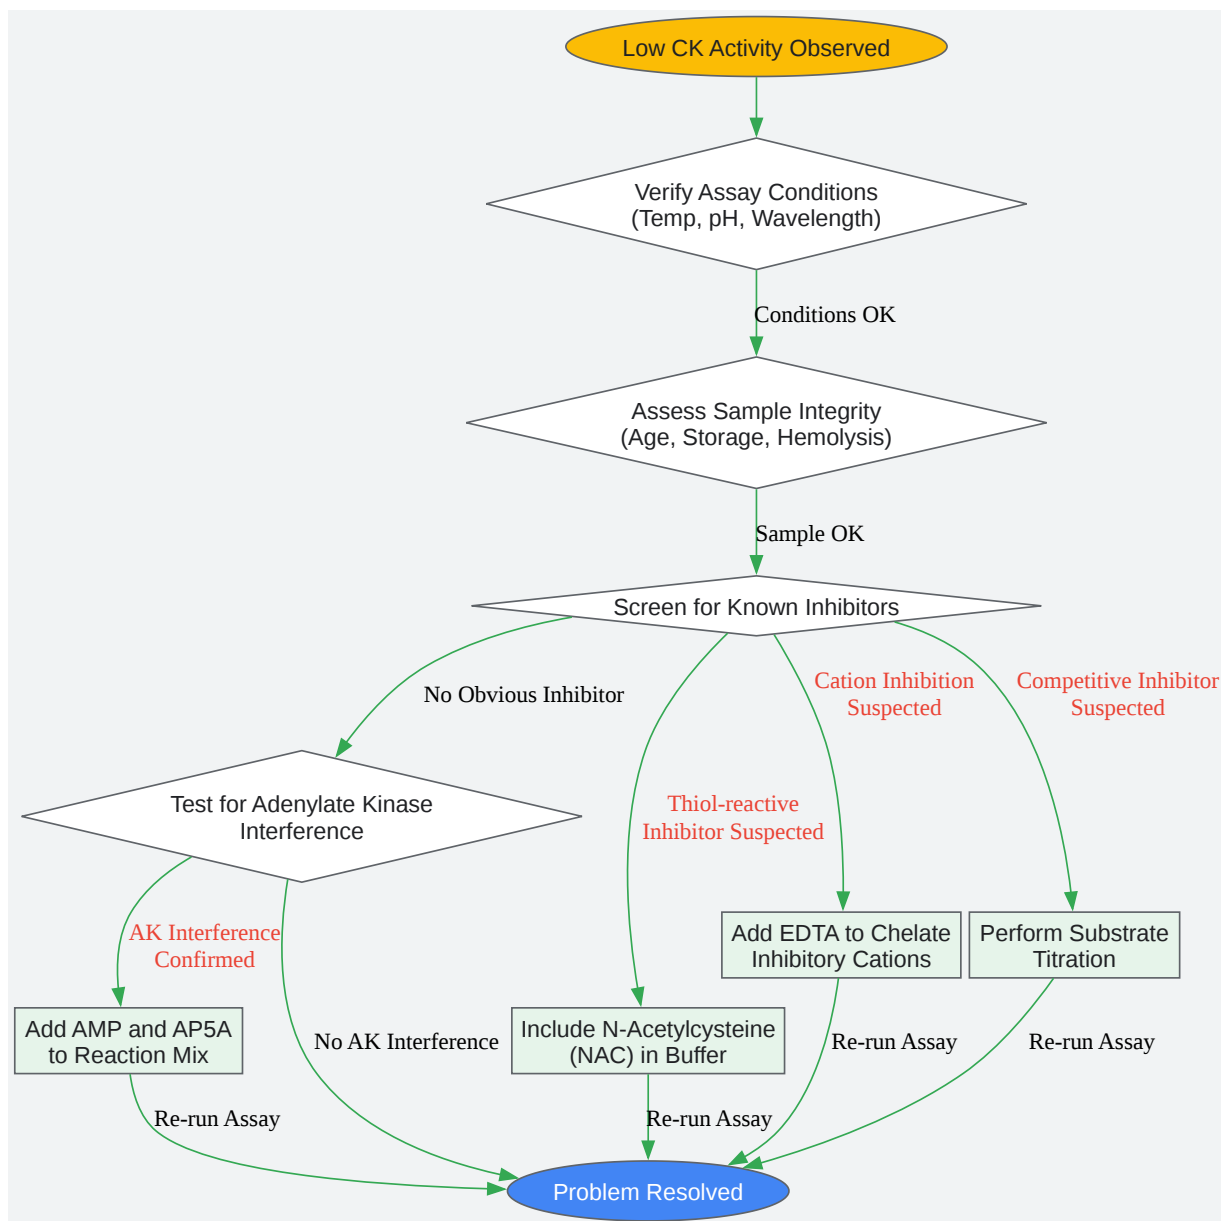 Low CK Activity Observed
Verify Assay Conditions
(Temp, pH, Wavelength)
Conditions OK
Assess Sample Integrity
(Age, Storage, Hemolysis)
Sample OK
Screen for Known Inhibitors
No Obvious Inhibitor
Cation Inhibition
Suspected
Competitive Inhibitor
Suspected
Test for Adenylate Kinase
Interference
Thiol-reactive
Inhibitor Suspected
AK Interference
Confirmed
Add EDTA to Chelate
Inhibitory Cations
Perform Substrate
Titration
Add AMP and AP5A
to Reaction Mix
No AK Interference
Include N-Acetylcysteine
(NAC) in Buffer
Re-run Assay
Re-run Assay
Re-run Assay
Re-run Assay
Problem Resolved